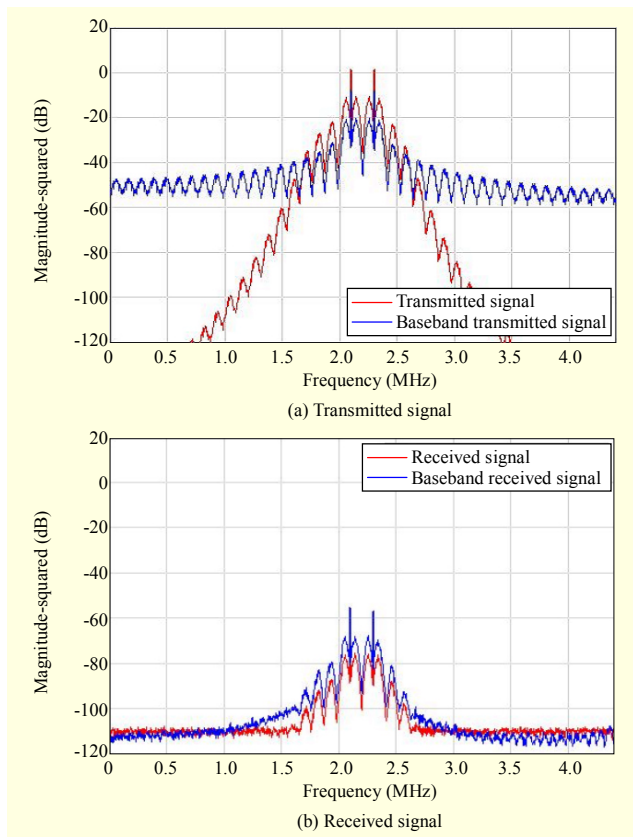 20
0
-20
-40
-60
-80
-100
-120
Magnitude-squared (dB)
Transmitted signal
Baseband transmitted signal
0 0.5 1.0 1.5 2.0 2.5 3.0 3.5 4.0
Frequency (MHz)
(a) Transmitted signal
20
0
-20
-40
-60
-80
-100
-120
Magnitude-squared (dB)
Received signal
Baseband received signal
0 0.5 1.0 1.5 2.0 2.5 3.0 3.5 4.0
Frequency (MHz)
(b) Received signal